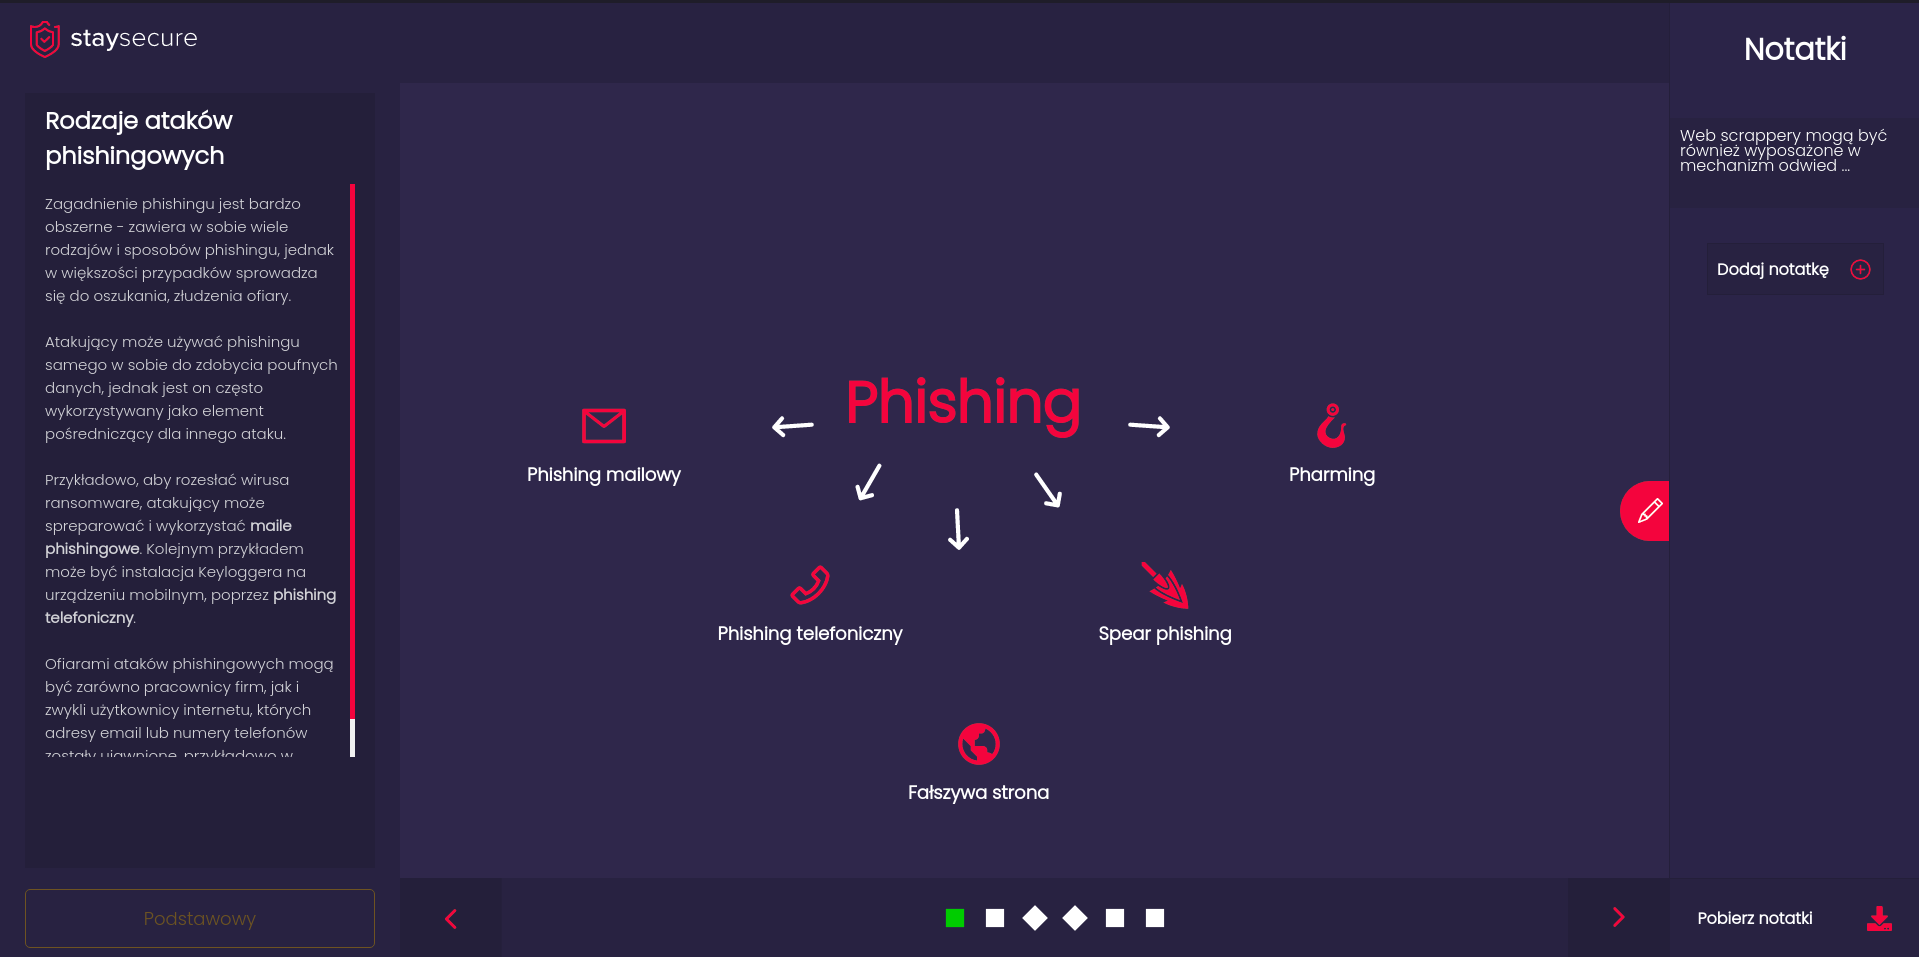 staysecure
Rodzaje ataków
phishingowych
Zagadnienie phishingu jest bardzo
obszerne - zawiera w sobie wiele
rodzajów i sposobów phishingu, jednak
w większości przypadków sprowadza
się do oszukania, złudzenia ofiary.
Atakujący może używać phishingu
samego w sobie do zdobycia poufnych
danych, jednak jest on często
wykorzystywany jako element
pośredniczący dla innego ataku.
Przykładowo, aby rozesłać wirusa
ransomware, atakujący może
spreparować i wykorzystać maile
phishingowe. Kolejnym przykładem
może być instalacja Keyloggera na
urządzeniu mobilnym, poprzez phishing
telefoniczny.
Ofiarami ataków phishingowych mogą
być zarówno pracownicy firm, jak i
zwykli użytkownicy internetu, których
adresy email lub numery telefonów
zostały ujawnione, przykładowo w
Podstawowy
Phishing
Phishing mailowy
Pharming
Phishing telefoniczny
Spear phishing
Fałszywa strona
Notatki
Web scrappery mogą być
również wyposażone w
mechanizm odwied ...
Dodaj notatkę
Pobierz notatki